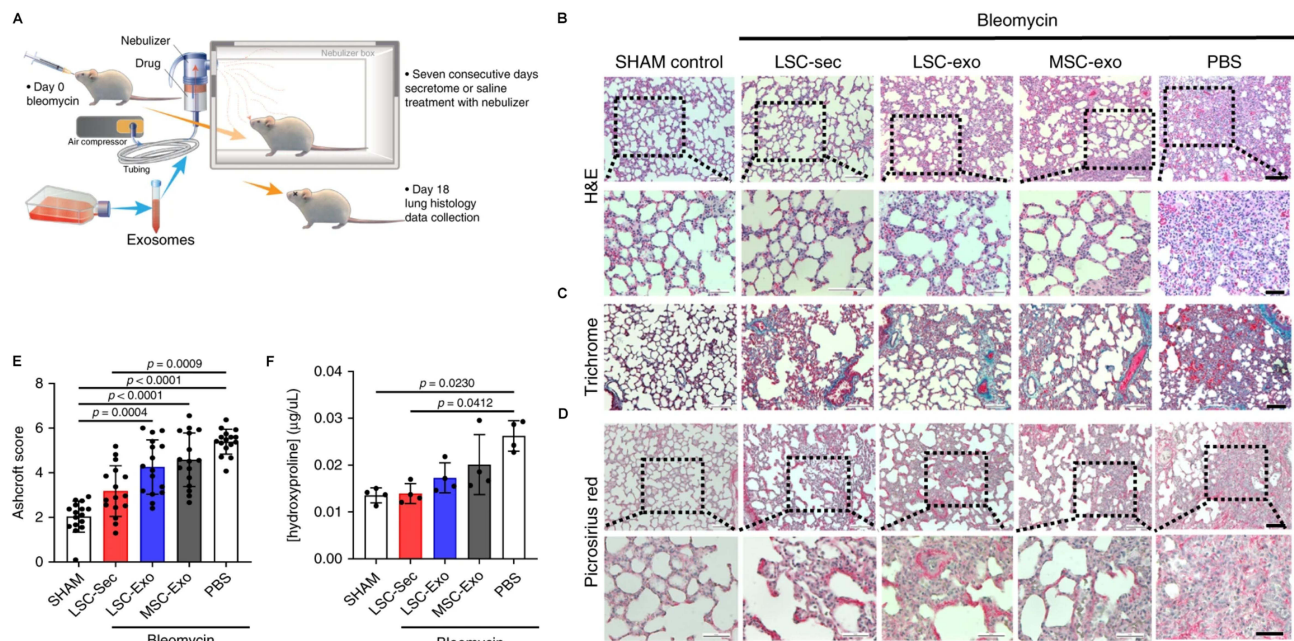 A
Nebulizer
Drug
Nebulizer box
• Day 0
bleomycin
• Seven consecutive days
secretome or saline
treatment with nebulizer
Air compressor
Tubing
• Day 18
lung histology
data collection
Exosomes
B
Bleomycin
SHAM control
LSC-sec
LSC-exo
MSC-exo
PBS
H&E
C
Trichrome
D
Picrosirius red
E
p = 0.0009
p < 0.0001
p < 0.0001
p = 0.0004
Ashcroft score
8
6
4
2
0
SHAM
LSC-Sec
LSC-Exo
MSC-Exo
PBS
Bleomycin
F
p = 0.0230
p = 0.0412
[hydroxyproline] (µg/uL)
0.04
0.03
0.02
0.01
0.00
SHAM
LSC-Sec
LSC-Exo
MSC-Exo
PBS
Bleomycin